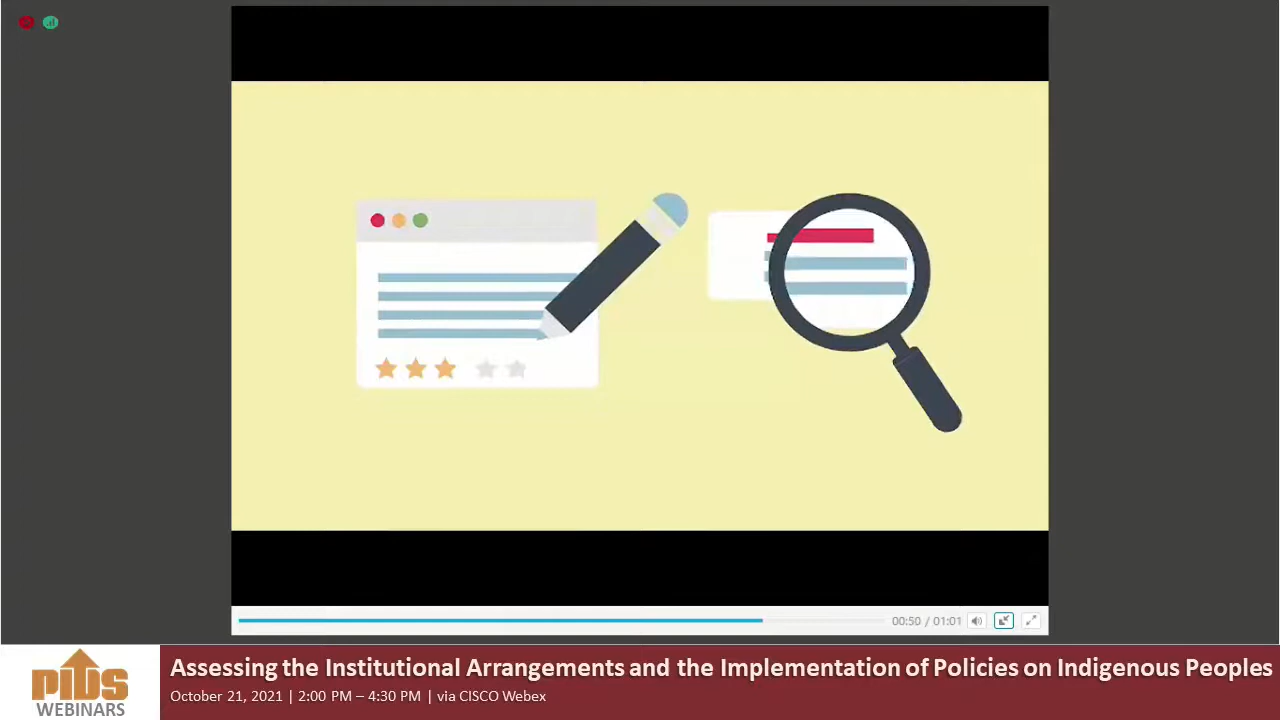 00:50 / 01:01
pids
WEBINARS
Assessing the Institutional Arrangements and the Implementation of Policies on Indigenous Peoples
October 21, 2021 | 2:00 PM – 4:30 PM | via CISCO Webex